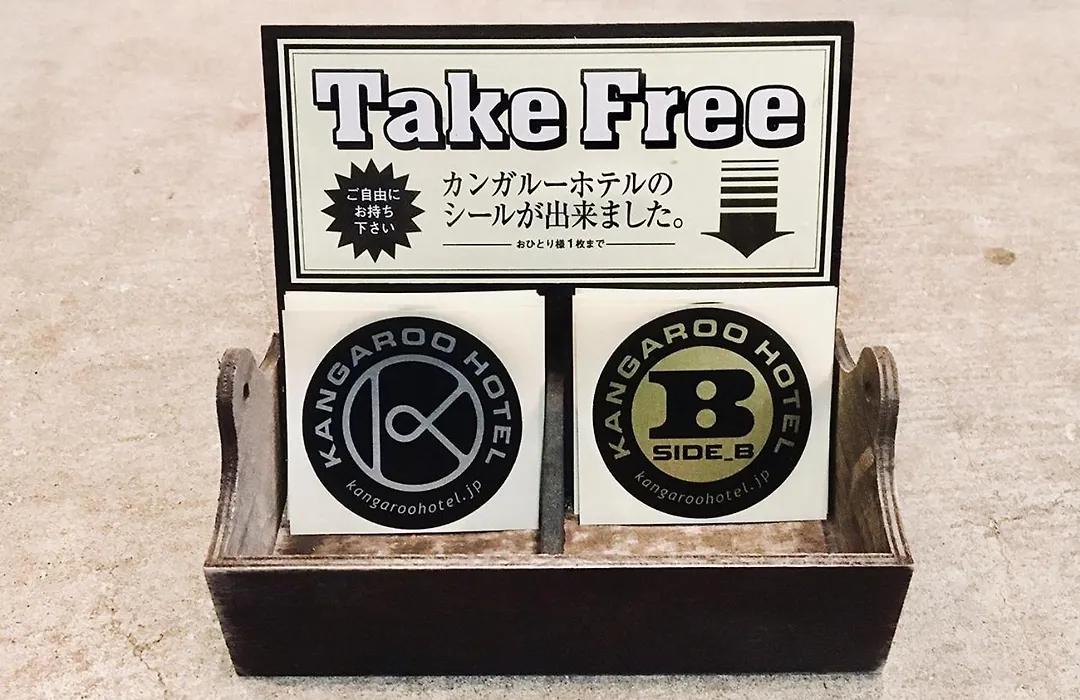 Take Free
ご自由に
お持ち
下さい
カンガルーホテルの
シールが出来ました。
おひとり様1枚まで
KANGAROO HOTEL
K
kangaroohotel.jp
KANGAROO HOTEL
B
SIDE_B
kangaroohotel.jp